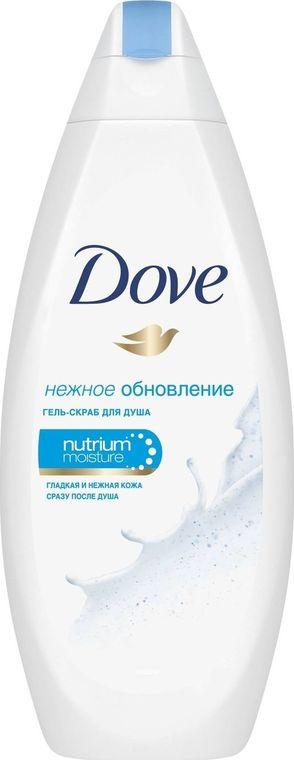 Dove
нежное обновление
ГЕЛЬ-СКРАБ ДЛЯ ДУША
nutrium
moisture
ГЛАДКАЯ И НЕЖНАЯ КОЖА
СРАЗУ ПОСЛЕ ДУША